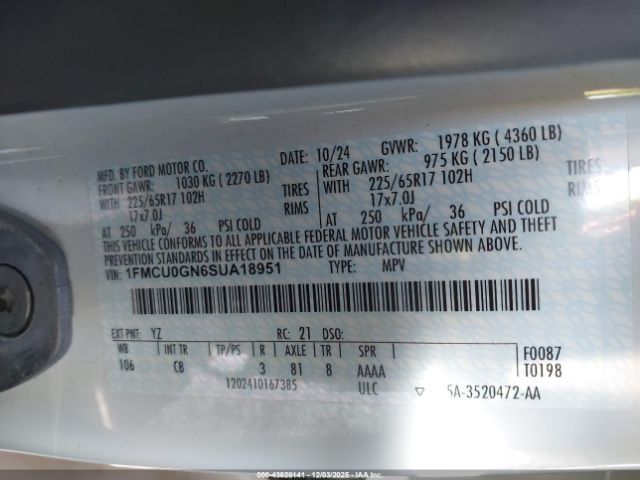 MFD. BY FORD MOTOR CO.
DATE: 10/24 GVWR: 1978 KG ( 4360 LB)
FRONT GAWR: 1030 KG ( 2270 LB) REAR GAWR: 975 KG ( 2150 LB)
WITH 225/65R17 102H TIRES WITH 225/65R17 102H TIRES
17x7.0J RIMS 17x7.0J RIMS
AT 250 kPa/ 36 PSI COLD AT 250 kPa/ 36 PSI COLD
THIS VEHICLE CONFORMS TO ALL APPLICABLE FEDERAL MOTOR VEHICLE SAFETY AND THEFT
PREVENTION STANDARDS IN EFFECT ON THE DATE OF MANUFACTURE SHOWN ABOVE.
VIN: 1FMCU0GN6SUA18951 TYPE: MPV
EXT PNT: YZ RC: 21 DSO:
WB INT TR TP/PS R AXLE TR SPR F0087
106 CB 3 81 8 AAAA T0198
1202410167385 ULC 5A-3520472-AA
000-43829141 - 12/03/2025 - IAAI.CA